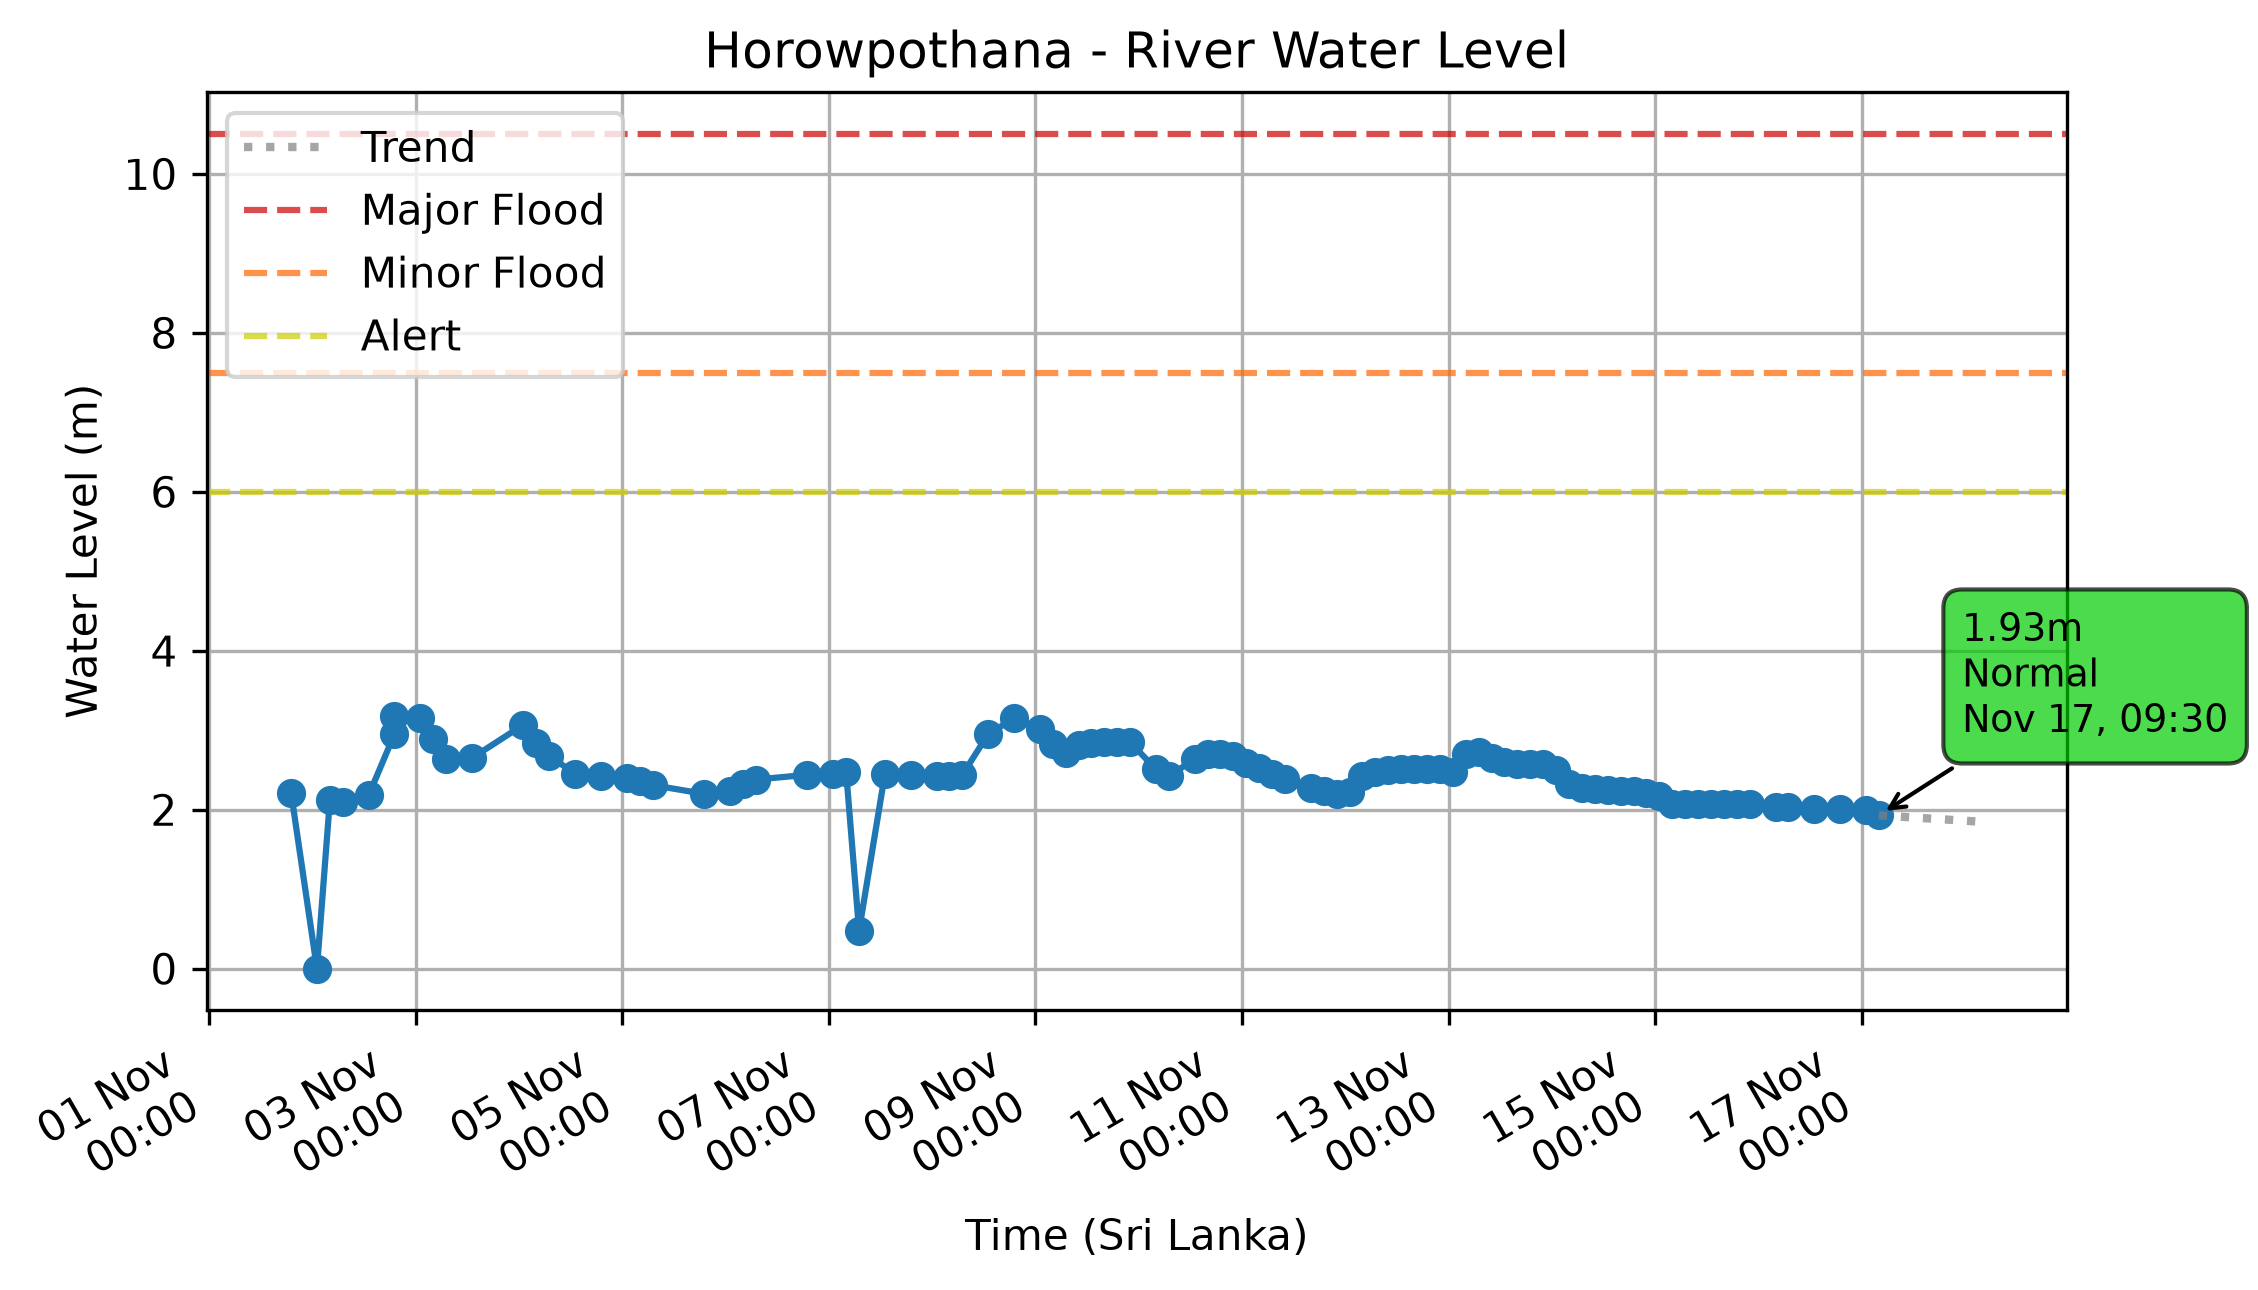 Horowpothana - River Water Level
Trend
Major Flood
Minor Flood
Alert
10
8
6
4
2
0
Water Level (m)
1.93m
Normal
Nov 17, 09:30
01 Nov
00:00
03 Nov
00:00
05 Nov
00:00
07 Nov
00:00
09 Nov
00:00
11 Nov
00:00
13 Nov
00:00
15 Nov
00:00
17 Nov
00:00
Time (Sri Lanka)